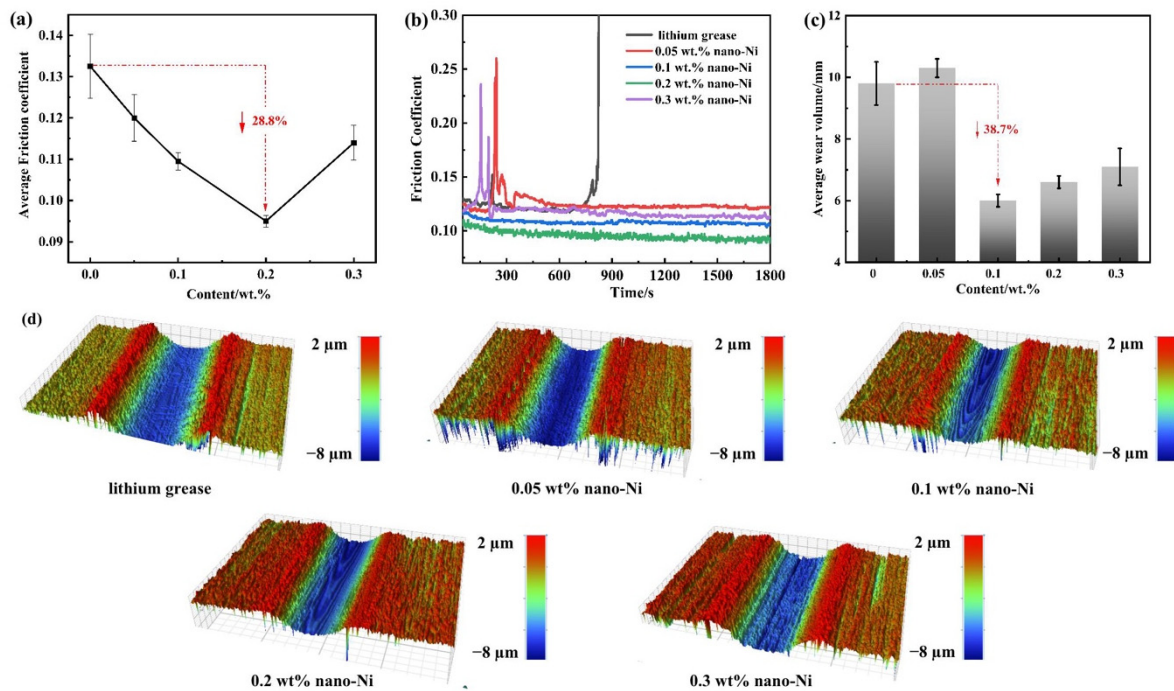 (a)
0.14
0.13
0.12
0.11
0.10
0.09
Average Friction coefficient
28.8%
0.0
0.1
0.2
0.3
Content/wt.%
(b)
0.30
0.25
0.20
0.15
0.10
Friction Coefficient
lithium grease
0.05 wt.% nano-Ni
0.1 wt.% nano-Ni
0.2 wt.% nano-Ni
0.3 wt.% nano-Ni
300
600
900
1200
1500
1800
Time/s
(c)
12
10
8
6
4
Average wear volume/mm
38.7%
0
0.05
0.1
0.2
0.3
Content/wt.%
(d)
2 μm
−8 μm
lithium grease
2 μm
−8 μm
0.05 wt% nano-Ni
2 μm
−8 μm
0.1 wt% nano-Ni
2 μm
−8 μm
0.2 wt% nano-Ni
2 μm
−8 μm
0.3 wt% nano-Ni